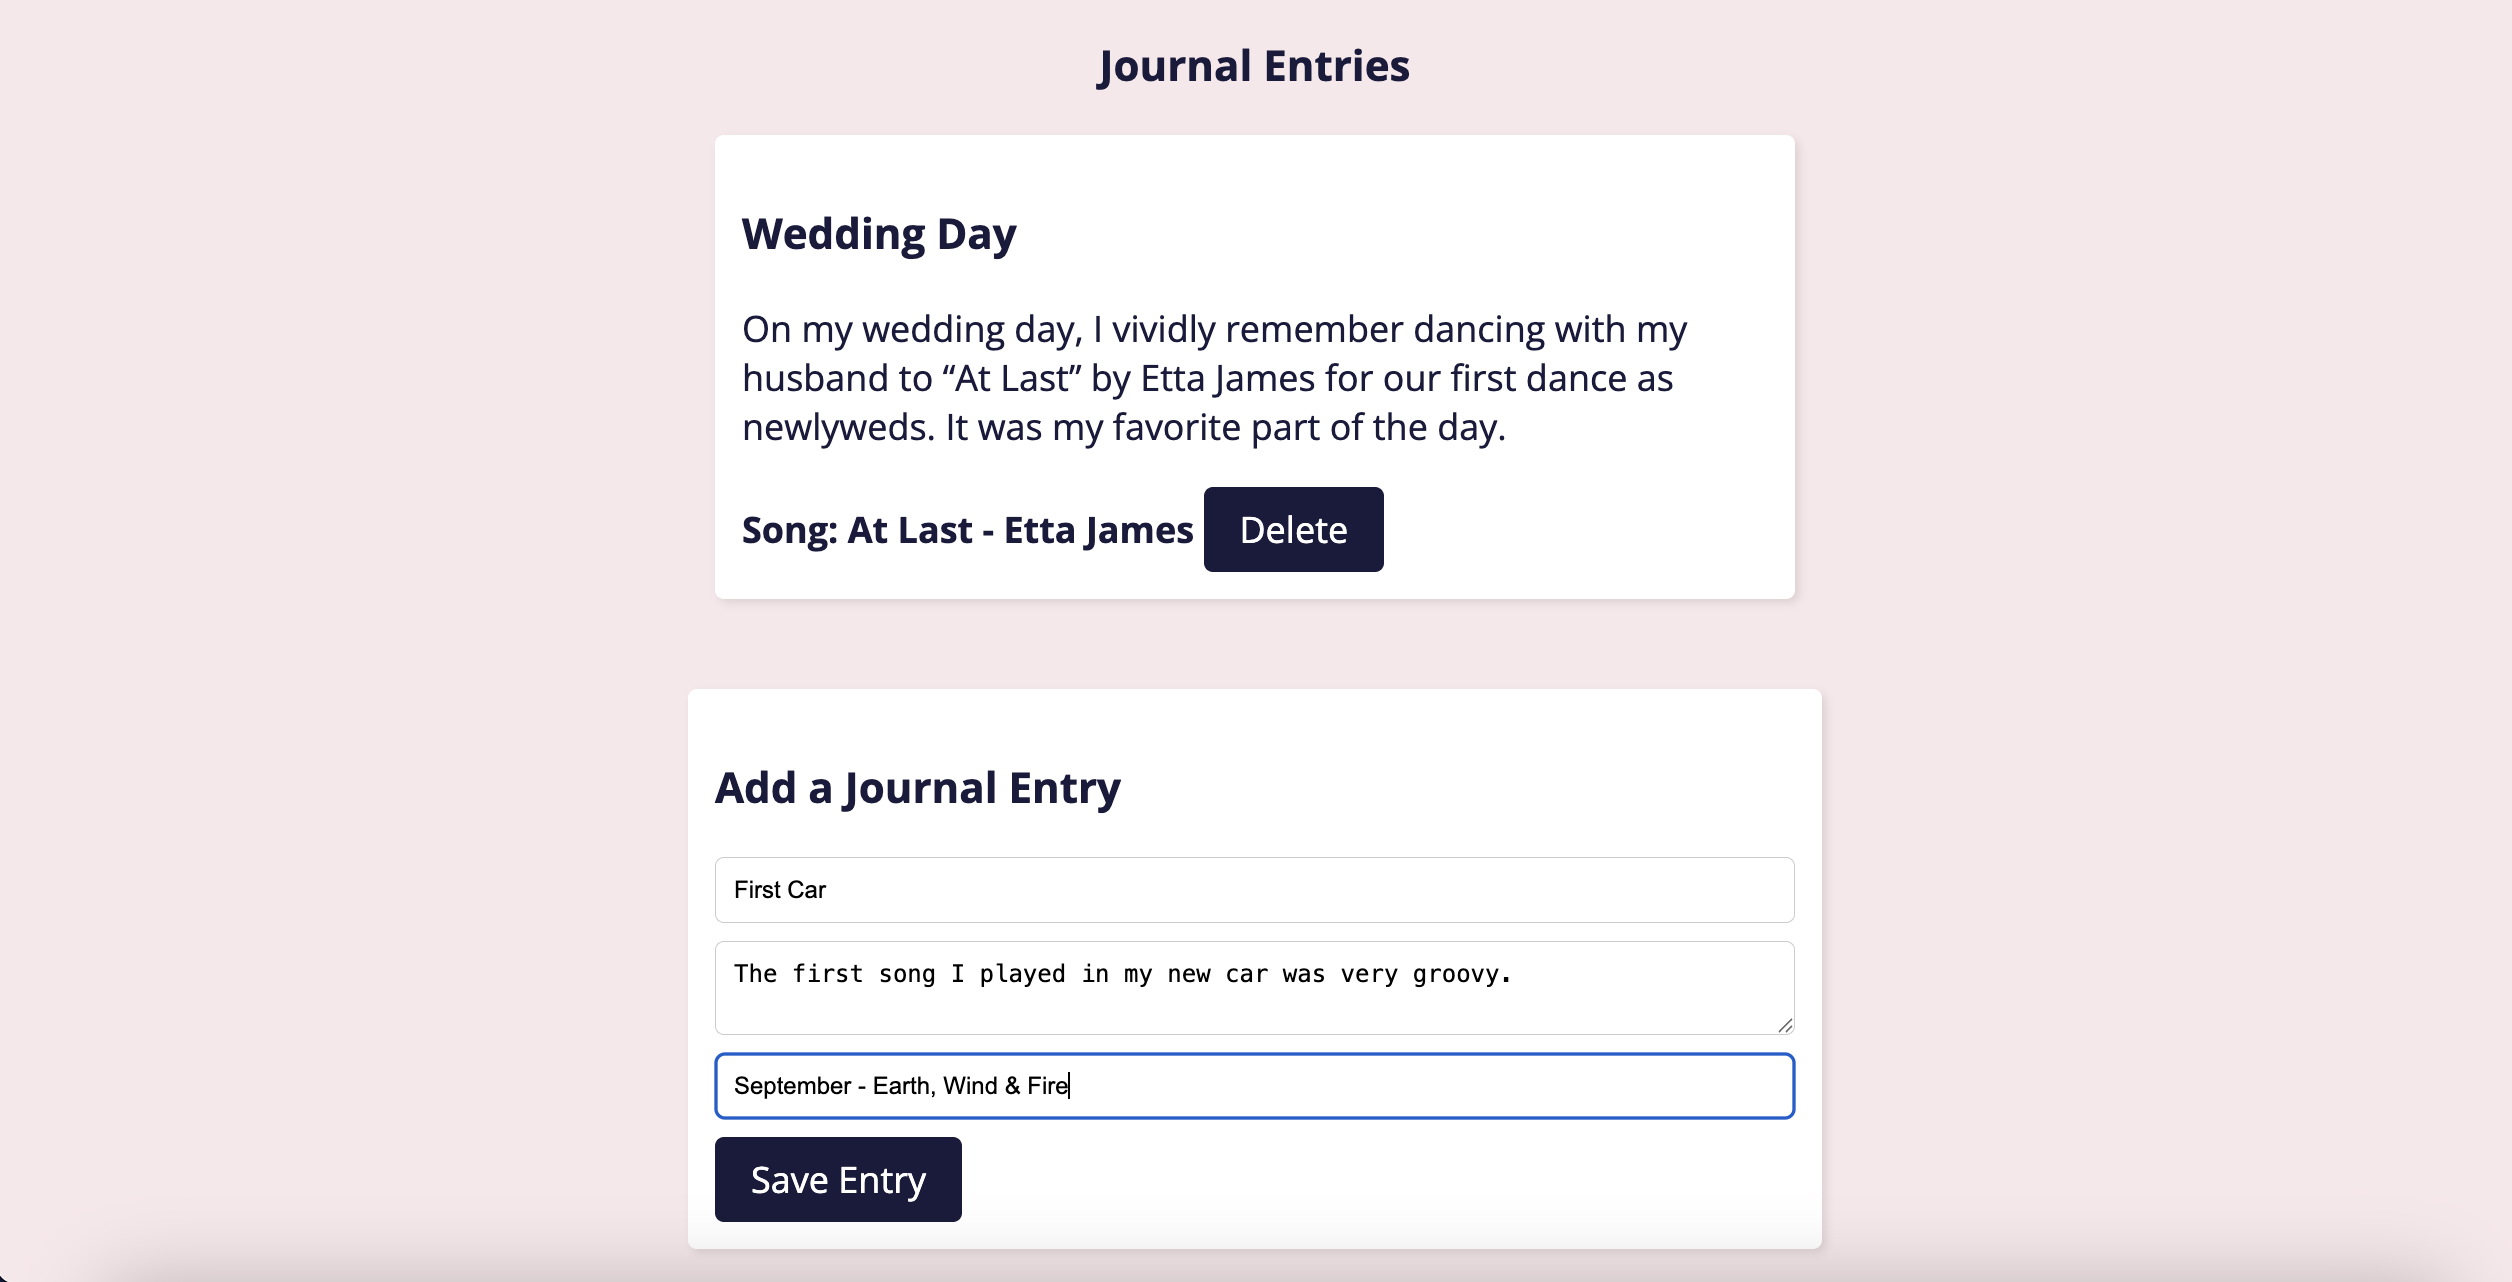 Journal Entries
Wedding Day
On my wedding day, I vividly remember dancing with my
husband to “At Last” by Etta James for our first dance as
newlyweds. It was my favorite part of the day.
Song: At Last - Etta James Delete
Add a Journal Entry
First Car
The first song I played in my new car was very groovy.
September - Earth, Wind & Fire
Save Entry